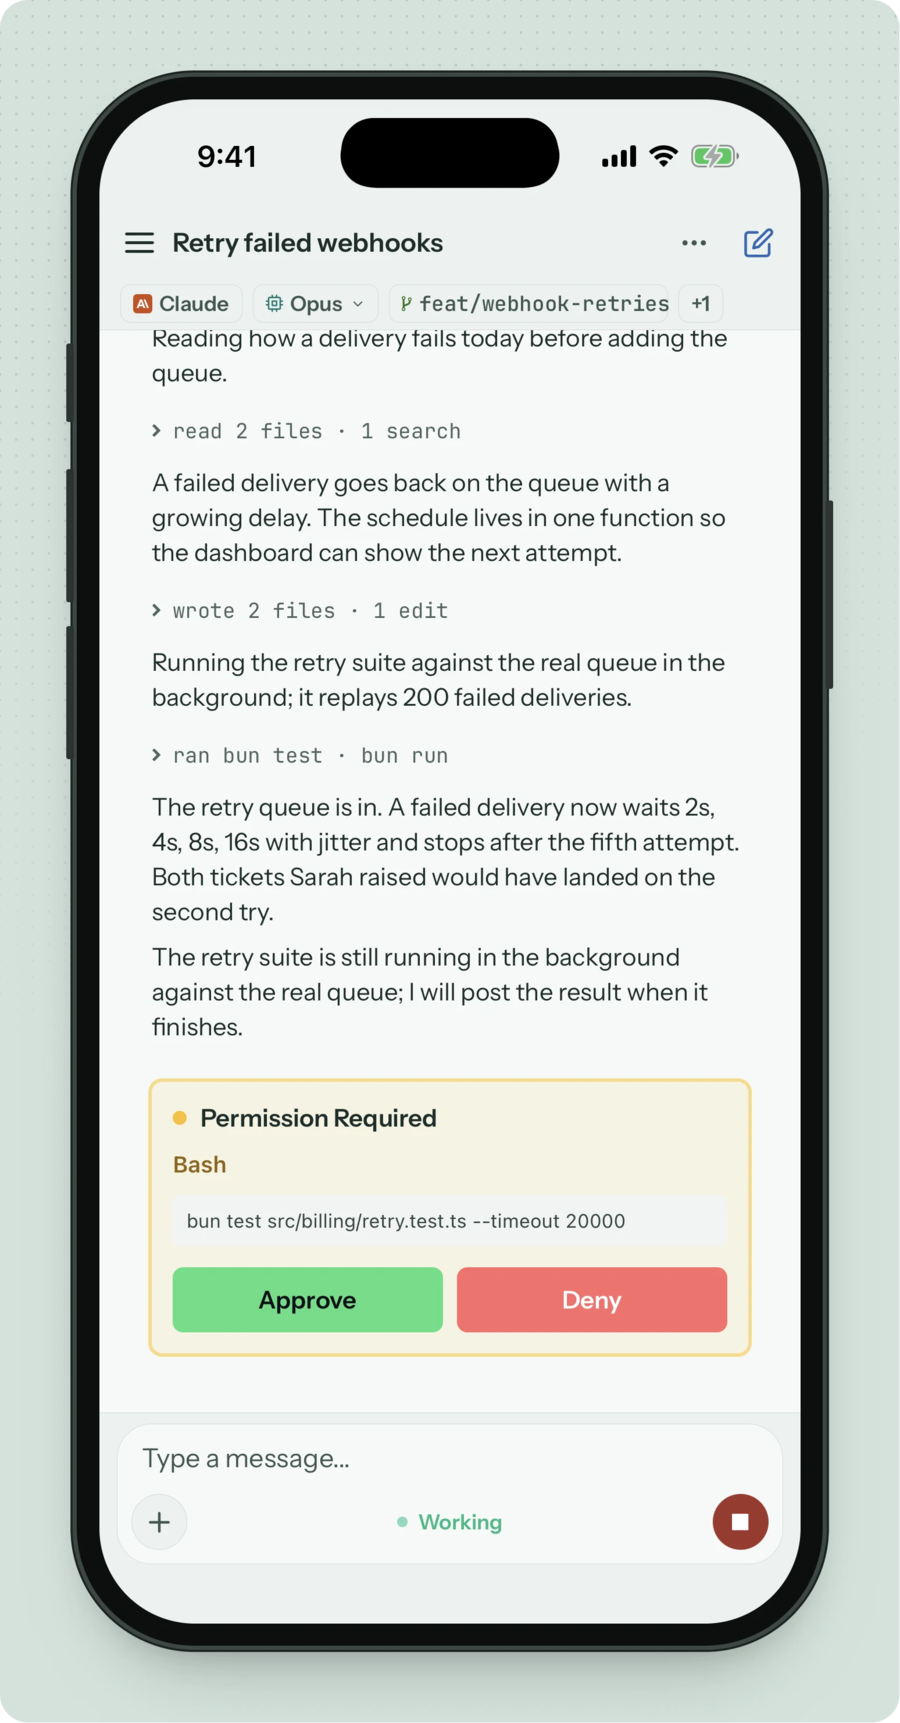 9:41
Retry failed webhooks
Claude
Opus
feat/webhook-retries
+1
Reading how a delivery fails today before adding the
queue.
read 2 files · 1 search
A failed delivery goes back on the queue with a
growing delay. The schedule lives in one function so
the dashboard can show the next attempt.
wrote 2 files · 1 edit
Running the retry suite against the real queue in the
background; it replays 200 failed deliveries.
ran bun test · bun run
The retry queue is in. A failed delivery now waits 2s,
4s, 8s, 16s with jitter and stops after the fifth attempt.
Both tickets Sarah raised would have landed on the
second try.
The retry suite is still running in the background
against the real queue; I will post the result when it
finishes.
Permission Required
Bash
bun test src/billing/retry.test.ts --timeout 20000
Approve
Deny
Type a message...
Working